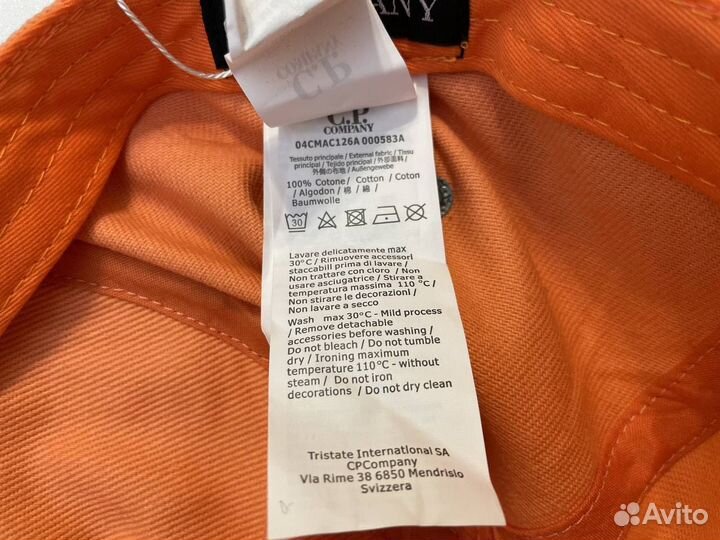 ANY
COMPANY
C.P.
C.P.
COMPANY
04CMAC126A 000583A
Tessuto principale / External fabric / Tissu
principal / Tejido principal / 外部面料 /
外側の布地 / Außengewebe
100% Cotone/ Cotton / Coton
/ Algodon / 棉 / 綿 /
Baumwolle
30
Lavare delicatamente max
30°C / Rimuovere accessori
staccabili prima di lavare /
Non trattare con cloro / Non
usare asciugatrice / Stirare a
temperatura massima 110 °C /
Non stirare le decorazioni /
Non lavare a secco
Wash max 30°C - Mild process
/ Remove detachable
accessories before washing /
Do not bleach / Do not tumble
dry / Ironing maximum
temperature 110°C - without
steam / Do not iron
decorations / Do not dry clean
Tristate International SA
CPCompany
Via Rime 38 6850 Mendrisio
Svizzera
Avito